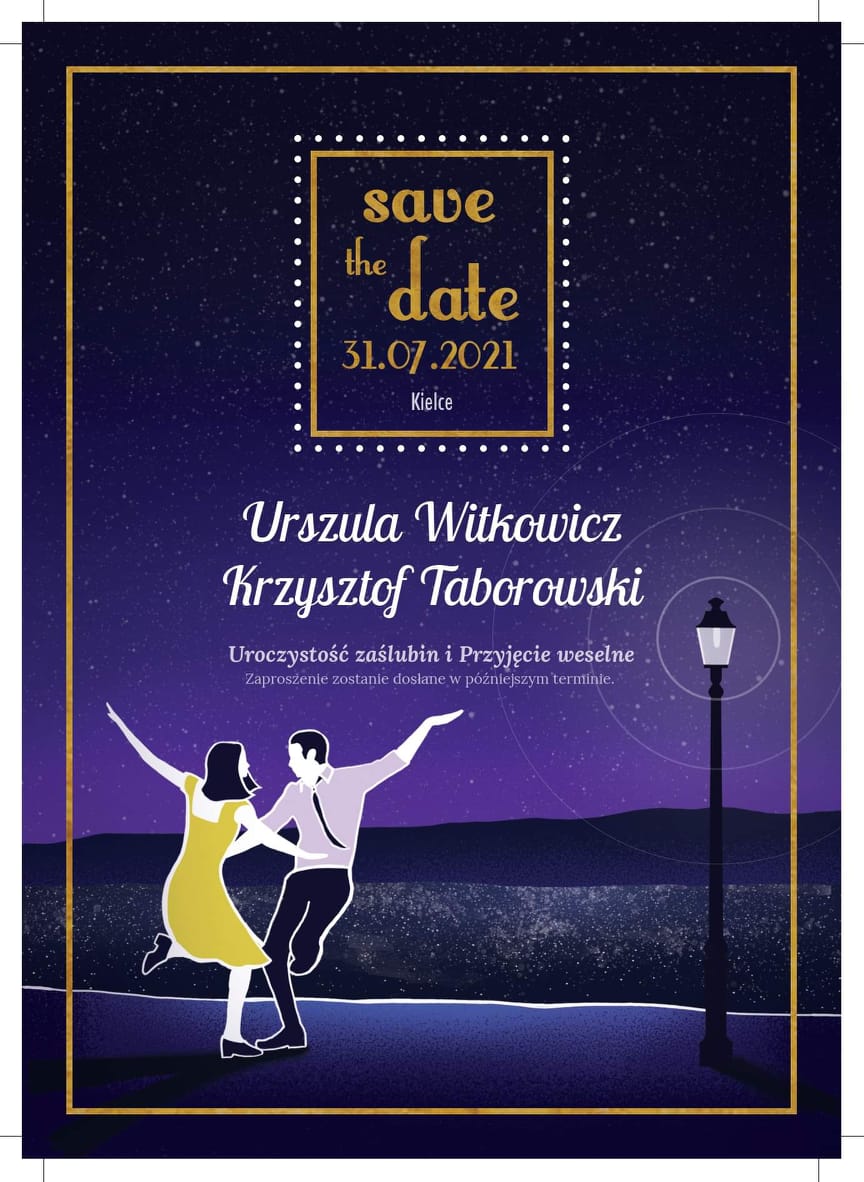 save
the
date
31.07.2021
Kielce
Urszula Witkowicz
Krzysztof Taborowski
Uroczystość zaślubin i Przyjęcie weselne
Zaproszenie zostanie dosłane w późniejszym terminie.